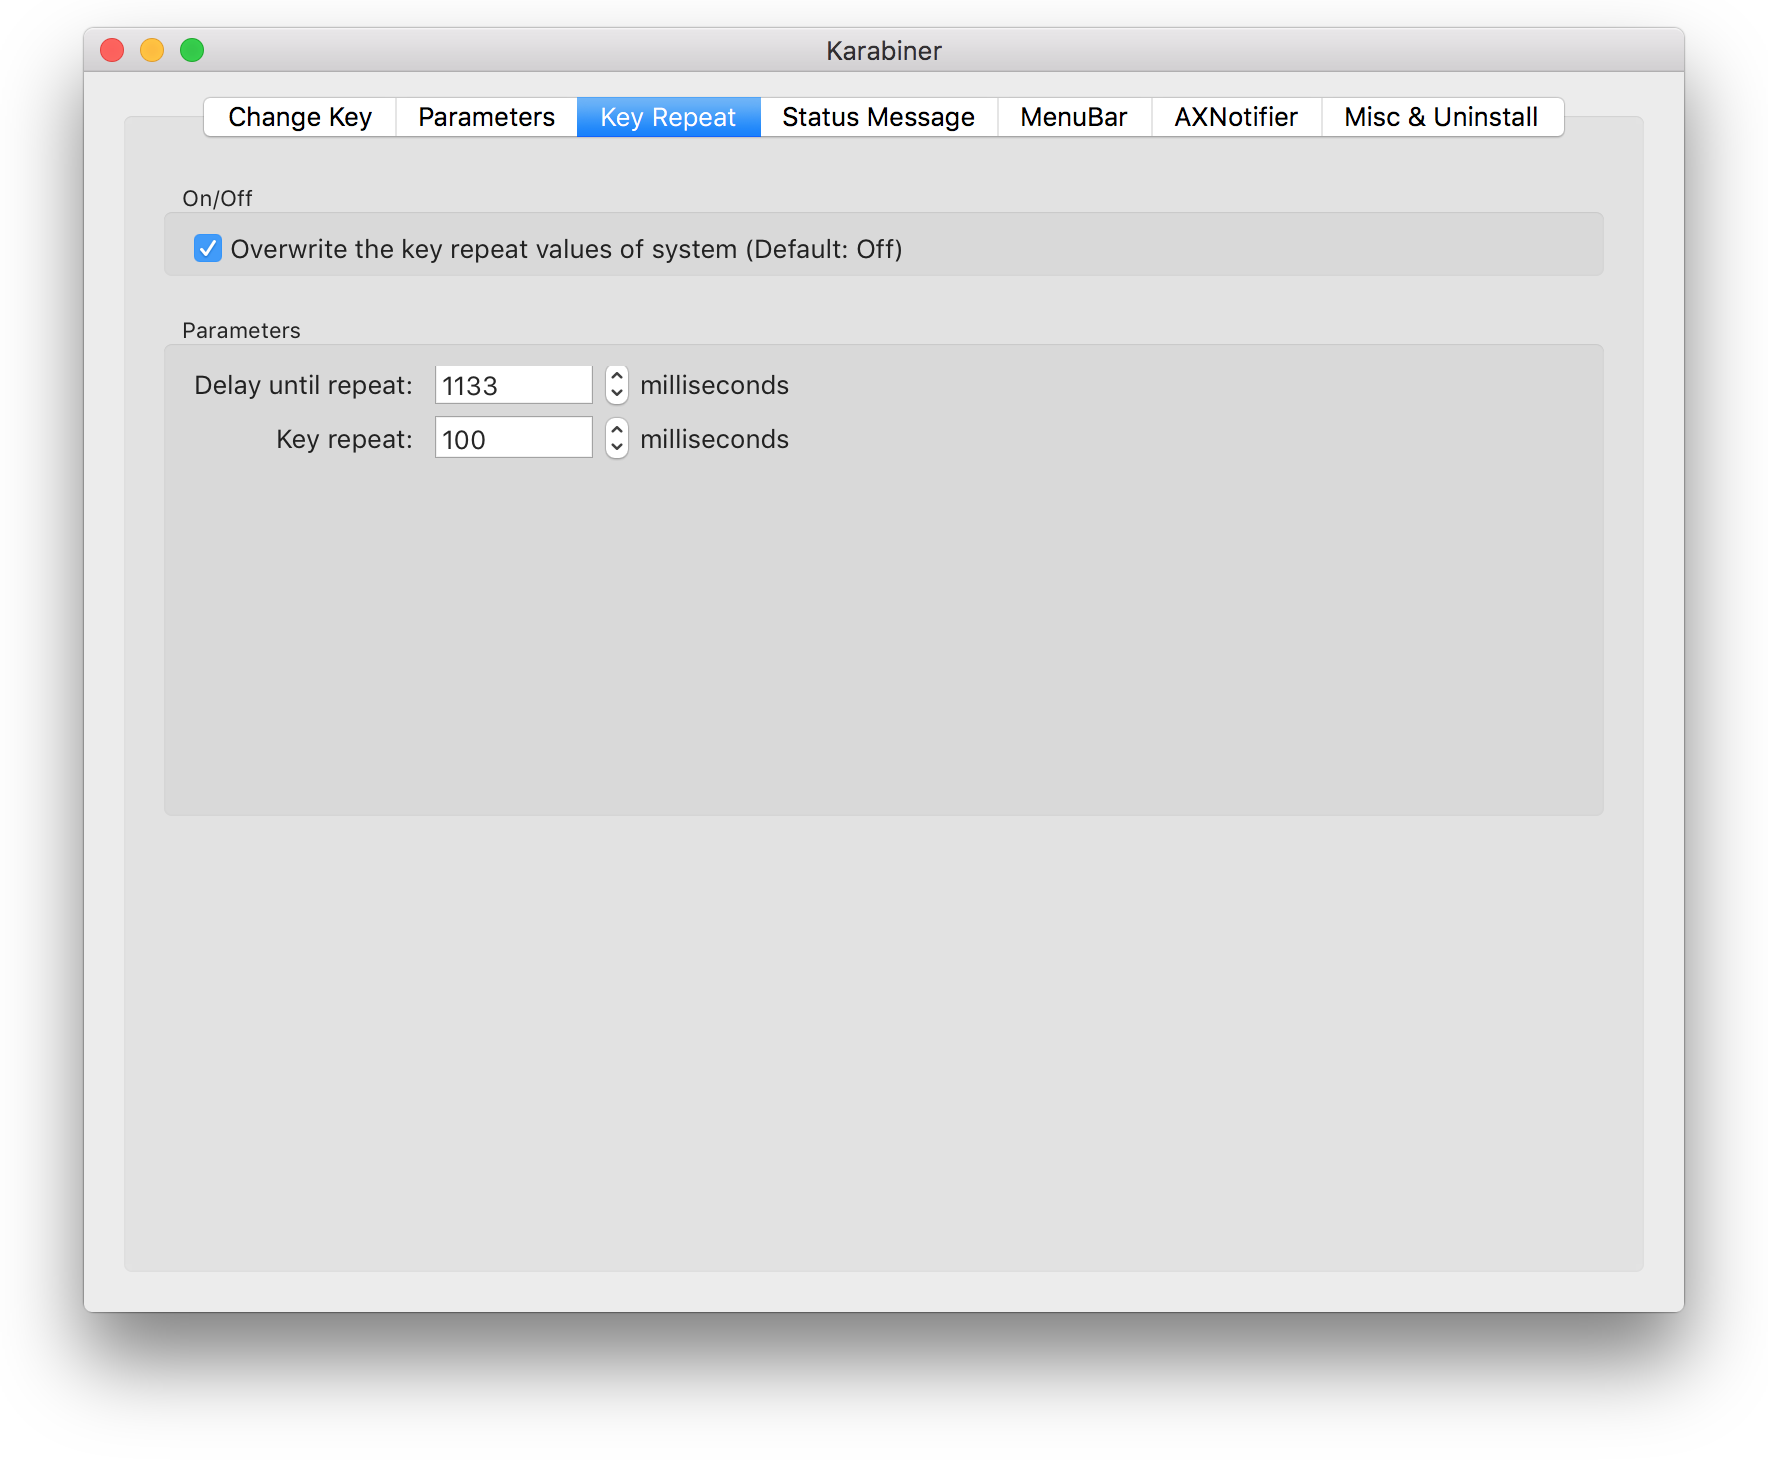 Karabiner
Change Key Parameters Key Repeat Status Message MenuBar AXNotifier Misc & Uninstall
On/Off
Overwrite the key repeat values of system (Default: Off)
Parameters
Delay until repeat: 1133 milliseconds
Key repeat: 100 milliseconds